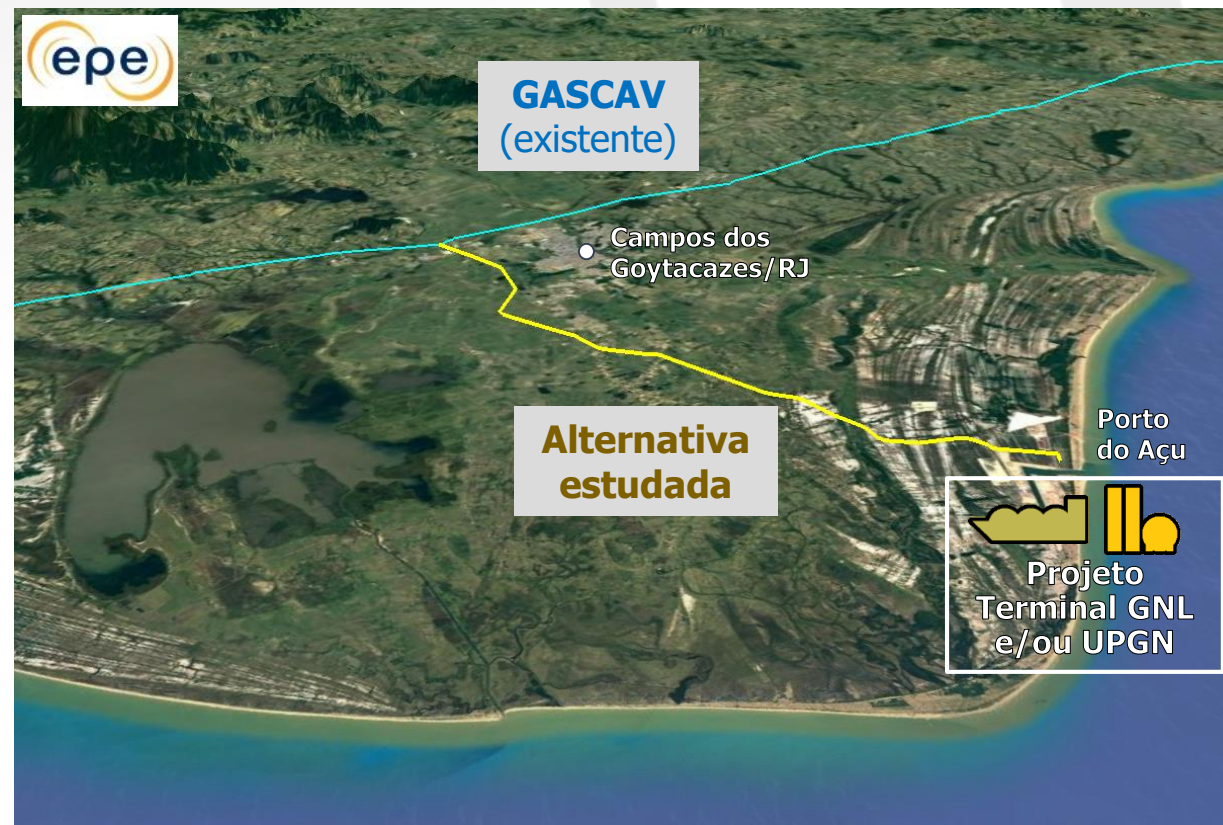 epe
GASCAV
(existente)
Campos dos
Goytacazes/RJ
Alternativa
estudada
Porto
do Açu
Projeto
Terminal GNL
e/ou UPGN